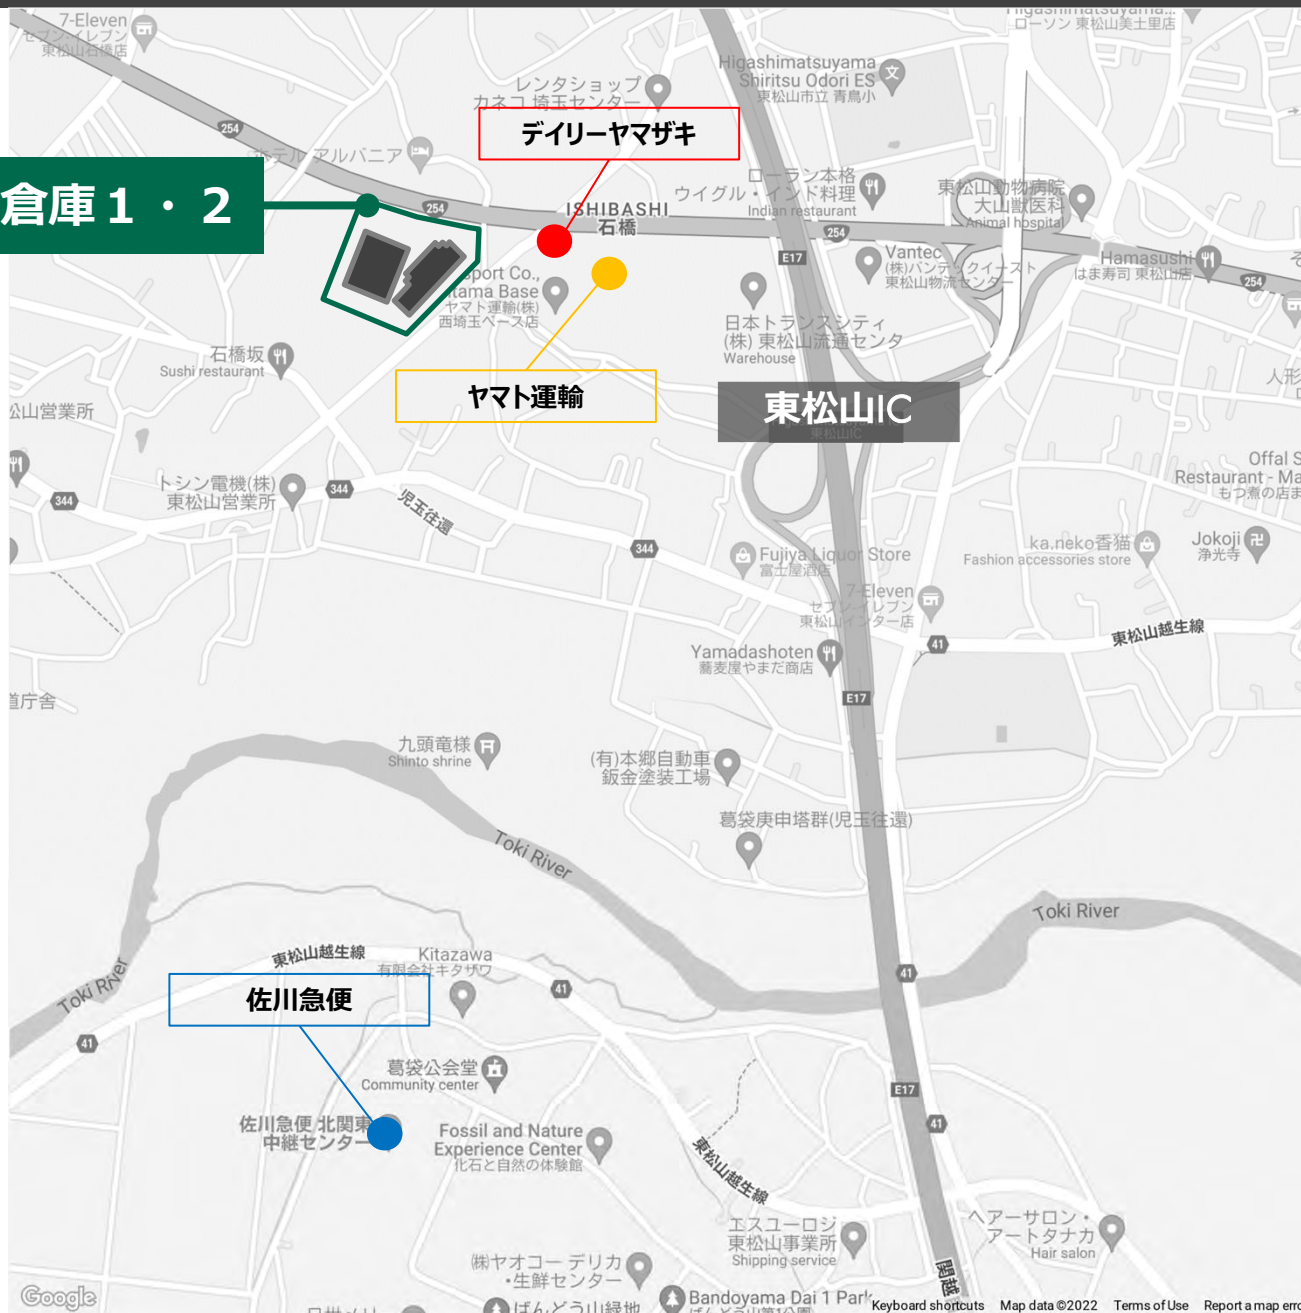 7-Eleven
セブン-イレブン
東松山石橋店
ローソン 東松山美土里店
Higashimatsuyama
Shiritsu Odori ES
東松山市立 青鳥小
レンタショップ
カネコ 埼玉センター
デイリーヤマザキ
254
ホテル アルバニア
ローラン本格
ウイグル・インド料理
Indian restaurant
東松山動物病院
大山獣医科
Animal hospital
倉庫1・2
254
ISHIBASHI
石橋
254
E17
Vantec
(株)バンテックイースト
東松山物流センター
Hamasushi
はま寿司 東松山店
254
sport Co.,
itama Base
ヤマト運輸(株)
西埼玉ベース店
日本トランスシティ
(株) 東松山流通センタ
Warehouse
石橋坂
Sushi restaurant
ヤマト運輸
東松山IC
東松山IC
人形
松山営業所
トシン電機(株)
東松山営業所
344
344
児玉往還
344
Offal S
Restaurant - Ma
もつ煮の店ま
Fujiya Liquor Store
富士屋酒店
ka.neko香猫
Fashion accessories store
Jokoji
浄光寺
7-Eleven
セブン-イレブン
東松山インター店
41
東松山越生線
Yamadashoten
蕎麦屋やまだ商店
E17
道庁舎
九頭竜様
Shinto shrine
(有)本郷自動車
鈑金塗装工場
葛袋庚申塔群(児玉往還)
Toki River
Toki River
東松山越生線
Kitazawa
有限会社キタザワ
Toki River
41
41
佐川急便
41
葛袋公会堂
Community center
E17
佐川急便 北関東
中継センター
Fossil and Nature
Experience Center
化石と自然の体験館
41
東松山越生線
エスユーロジ
東松山事業所
Shipping service
ヘアーサロン・
アートタナカ
Hair salon
㈱ヤオコー デリカ
・生鮮センター
関越
Bandoyama Dai 1 Park
ばんどう山緑地
Google
Keyboard shortcuts
Map data ©2022
Terms of Use
Report a map err